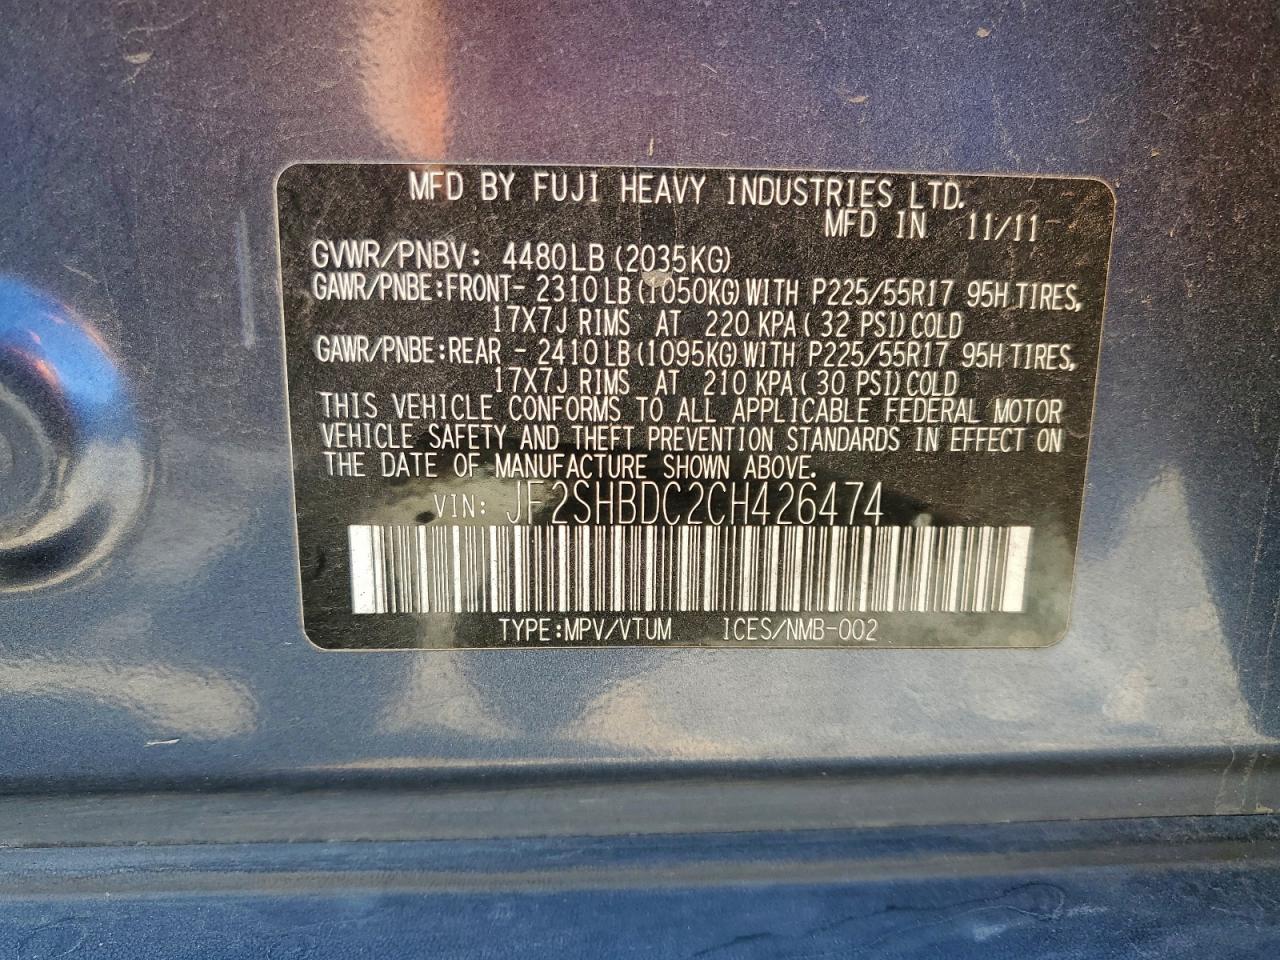 MFD BY FUJI HEAVY INDUSTRIES LTD.
MFD IN 11/11
GVWR/PNBV: 4480LB (2035KG)
GAWR/PNBE:FRONT- 2310LB (1050KG) WITH P225/55R17 95H TIRES,
17X7J RIMS AT 220 KPA( 32 PSI) COLD
GAWR/PNBE:REAR - 2410LB (1095KG) WITH P225/55R17 95H TIRES,
17X7J RIMS AT 210 KPA( 30 PSI) COLD
THIS VEHICLE CONFORMS TO ALL APPLICABLE FEDERAL MOTOR
VEHICLE SAFETY AND THEFT PREVENTION STANDARDS IN EFFECT ON
THE DATE OF MANUFACTURE SHOWN ABOVE.
VIN: JF2SHBDC2CH426474
TYPE:MPV/VTUM ICES/NMB-002